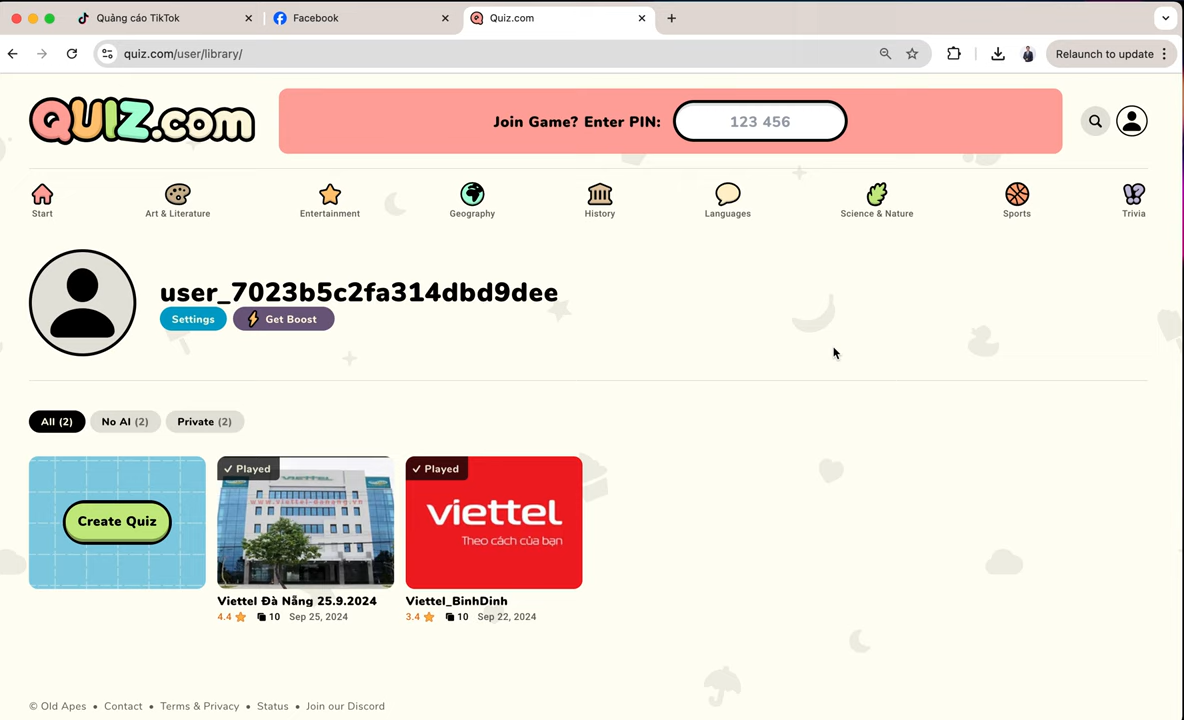 Quảng cáo TikTok
Facebook
Quiz.com
quiz.com/user/library/
Relaunch to update
QUIZ.com
Join Game? Enter PIN:
123 456
Start
Art & Literature
Entertainment
Geography
History
Languages
Science & Nature
Sports
Trivia
user_7023b5c2fa314dbd9dee
Settings
Get Boost
All (2)
No AI (2)
Private (2)
Create Quiz
✓ Played
VIETTEL
✓ Played
viettel
Theo cách của bạn
Viettel Đà Nẵng 25.9.2024
4.4
10
Sep 25, 2024
Viettel_BinhDinh
3.4
10
Sep 22, 2024
© Old Apes • Contact • Terms & Privacy • Status • Join our Discord